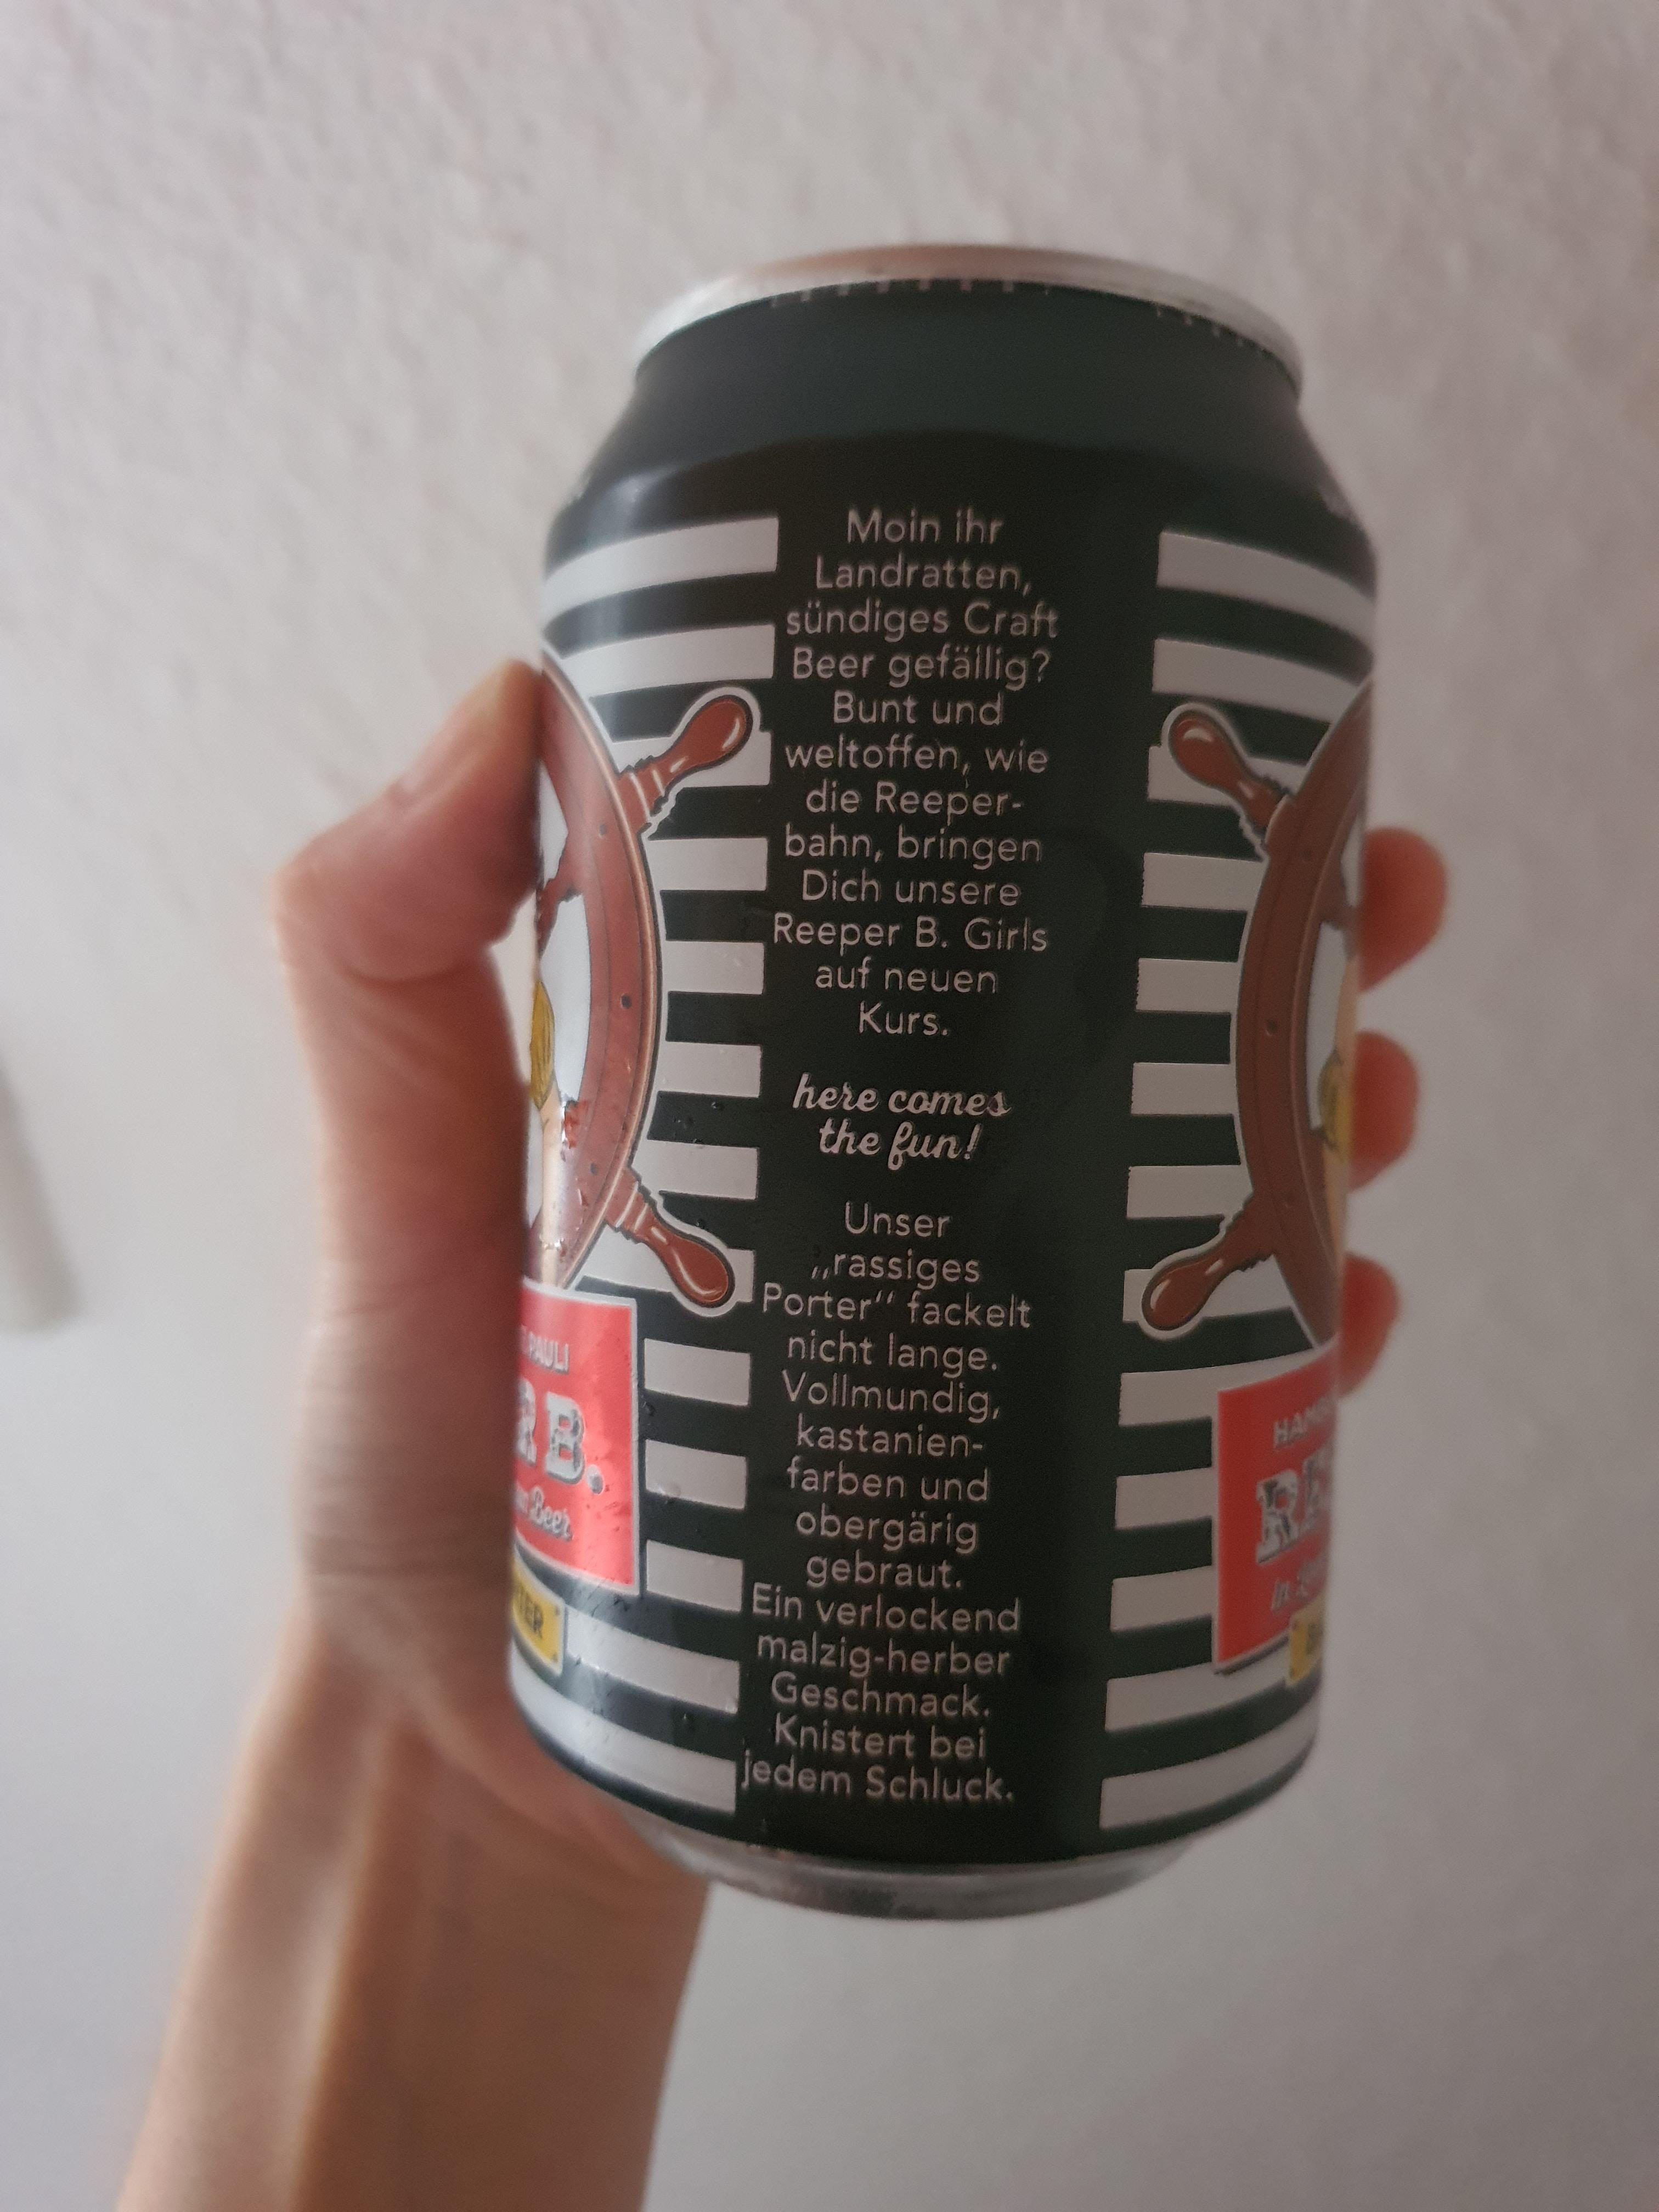 Moin ihr
Landratten,
sündiges Craft
Beer gefällig?
Bunt und
weltoffen, wie
die Reeper-
bahn, bringen
Dich unsere
Reeper B. Girls
auf neuen
Kurs.
here comes
the fun!
Unser
„rassiges
Porter“ fackelt
nicht lange.
Vollmundig,
kastanien-
farben und
obergärig
gebraut.
Ein verlockend
malzig-herber
Geschmack.
Knistert bei
jedem Schluck.
PAULI
R B.
Beer